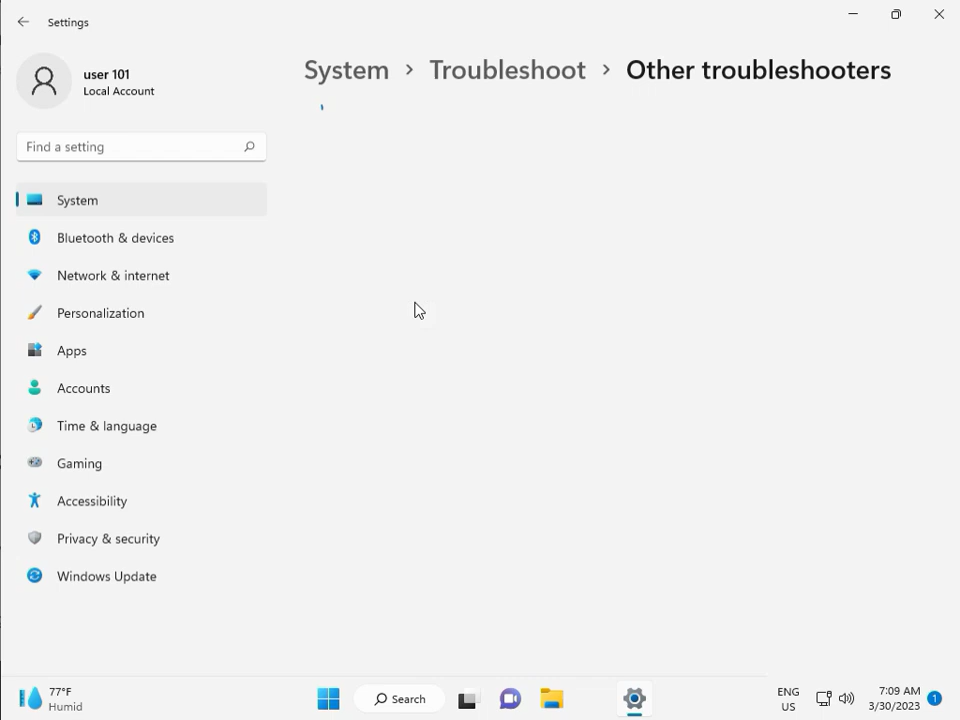 Settings
user 101
Local Account
System > Troubleshoot > Other troubleshooters
Find a setting
System
Bluetooth & devices
Network & internet
Personalization
Apps
Accounts
Time & language
Gaming
Accessibility
Privacy & security
Windows Update
77°F
Humid
Search
ENG
US
7:09 AM
3/30/2023
1